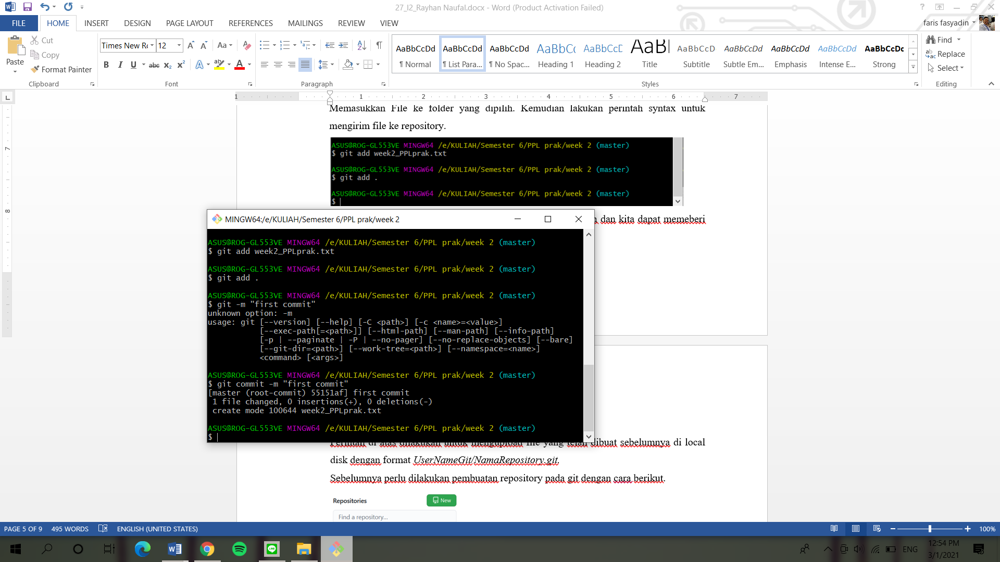 27_I2_Rayhan Naufal.docx - Word (Product Activation Failed)
?
FILE
HOME
INSERT
DESIGN
PAGE LAYOUT
REFERENCES
MAILINGS
REVIEW
VIEW
faris fasyadin
Paste
Cut
Copy
Format Painter
Clipboard
Times New Ro
12
Font
Paragraph
AaBbCcDd
¶ Normal
AaBbCcDd
¶ List Para...
AaBbCcDd
¶ No Spac...
AaBbCc
Heading 1
AaBbCcE
Heading 2
AaB
Title
AaBbCcD
Subtitle
AaBbCcDd
Subtle Em...
AaBbCcDd
Emphasis
AaBbCcDd
Intense E...
AaBbCcDc
Strong
Styles
Find
Replace
Select
Editing
1 1 2 3 4 5 6 7
7
8
Memasukkan File ke folder yang dipilih. Kemudian lakukan perintah syntax untuk
mengirim file ke repository.
ASUS@ROG-GL553VE MINGW64 /e/KULIAH/Semester 6/PPL prak/week 2 (master)
$ git add week2_PPLprak.txt
ASUS@ROG-GL553VE MINGW64 /e/KULIAH/Semester 6/PPL prak/week 2 (master)
$ git add .
ASUS@ROG-GL553VE MINGW64 /e/KULIAH/Semester 6/PPL prak/week 2 (master)
$
dan kita dapat memeberi
MINGW64:/e/KULIAH/Semester 6/PPL prak/week 2
ASUS@ROG-GL553VE MINGW64 /e/KULIAH/Semester 6/PPL prak/week 2 (master)
$ git add week2_PPLprak.txt
ASUS@ROG-GL553VE MINGW64 /e/KULIAH/Semester 6/PPL prak/week 2 (master)
$ git add .
ASUS@ROG-GL553VE MINGW64 /e/KULIAH/Semester 6/PPL prak/week 2 (master)
$ git -m "first commit"
unknown option: -m
usage: git [--version] [--help] [-C <path>] [-c <name>=<value>]
[--exec-path[=<path>]] [--html-path] [--man-path] [--info-path]
[-p | --paginate | -P | --no-pager] [--no-replace-objects] [--bare]
[--git-dir=<path>] [--work-tree=<path>] [--namespace=<name>]
<command> [<args>]
ASUS@ROG-GL553VE MINGW64 /e/KULIAH/Semester 6/PPL prak/week 2 (master)
$ git commit -m "first commit"
[master (root-commit) 55151af] first commit
1 file changed, 0 insertions(+), 0 deletions(-)
create mode 100644 week2_PPLprak.txt
ASUS@ROG-GL553VE MINGW64 /e/KULIAH/Semester 6/PPL prak/week 2 (master)
$
Perintah di atas dilakukan untuk mengupload file yang telah dibuat sebelumnya di local
disk dengan format UserNameGit/NamaRepository.git.
Sebelumnya perlu dilakukan pembuatan repository pada git dengan cara berikut.
Repositories
New
Find a repository...
PAGE 5 OF 9
495 WORDS
ENGLISH (UNITED STATES)
100%
ENG
12:54 PM
3/1/2021